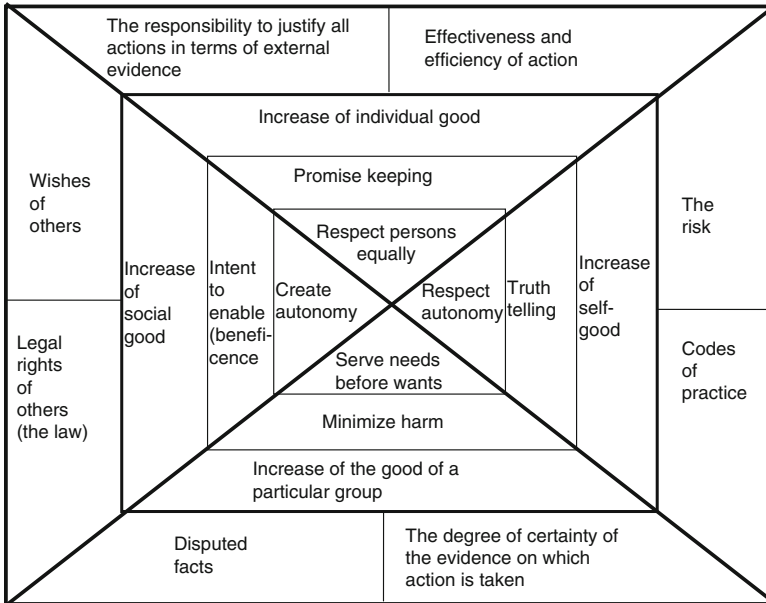 The responsibility to justify all
actions in terms of external
evidence
Effectiveness and
efficiency of action
Increase of individual good
Promise keeping
Respect persons
equally
Wishes
of
others
Legal
rights
of
others
(the law)
Increase
of
social
good
Intent
to
enable
(benefi-
cence
Create
autonomy
Respect
autonomy
Truth
telling
Increase
of
self-
good
The
risk
Codes
of
practice
Serve needs
before wants
Minimize harm
Increase of the good of a
particular group
Disputed
facts
The degree of certainty of
the evidence on which
action is taken